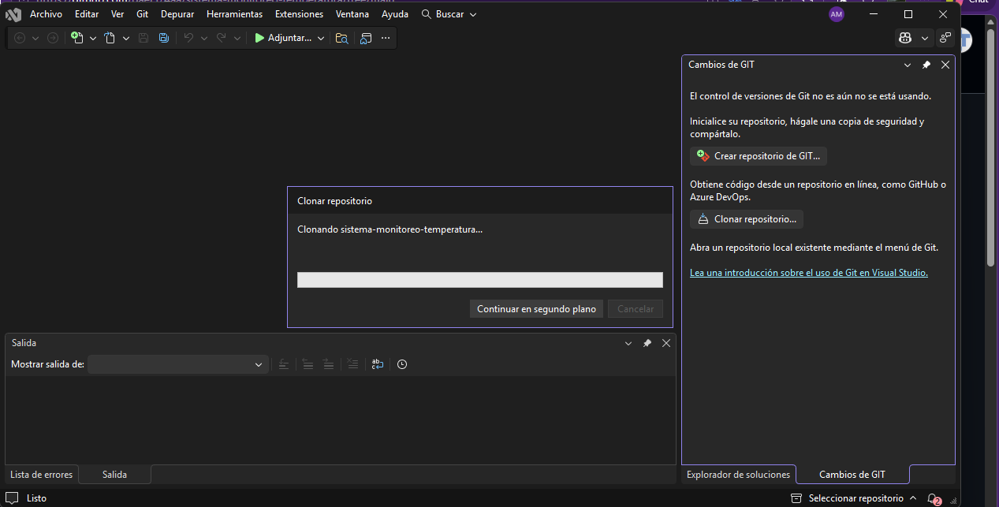 Archivo Editar Ver Git Depurar Herramientas Extensiones Ventana Ayuda Buscar AM
Adjuntar...
Cambios de GIT
El control de versiones de Git no es aún no se está usando.
Inicialice su repositorio, hágale una copia de seguridad y
compártalo.
Crear repositorio de GIT...
Obtiene código desde un repositorio en línea, como GitHub o
Azure DevOps.
Clonar repositorio...
Abra un repositorio local existente mediante el menú de Git.
Lea una introducción sobre el uso de Git en Visual Studio.
Clonar repositorio
Clonando sistema-monitoreo-temperatura...
Continuar en segundo plano Cancelar
Salida
Mostrar salida de:
Lista de errores Salida
Explorador de soluciones Cambios de GIT
Listo
Seleccionar repositorio 2